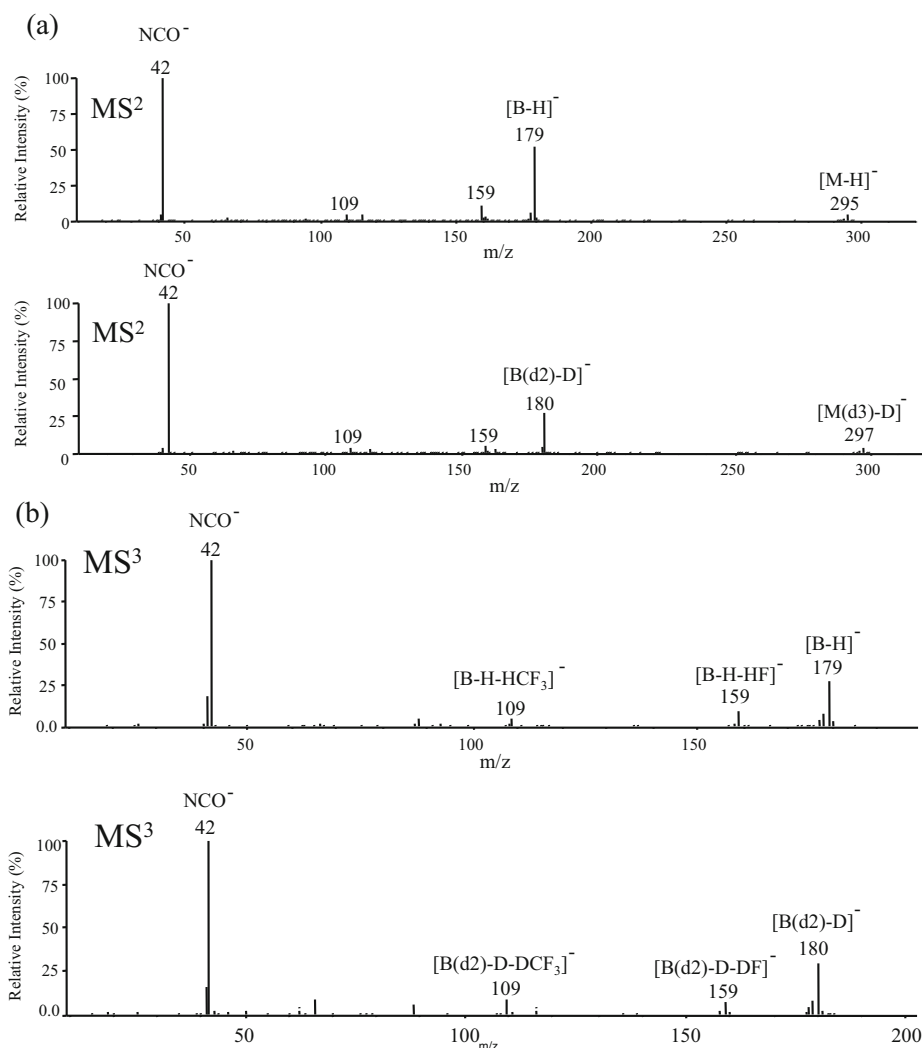 (a)
NCO⁻
42
MS²
[B-H]⁻
179
159
109
[M-H]⁻
295
Relative Intensity (%)
100
75
50
25
0
50 100 150 200 250 300
m/z
NCO⁻
42
MS²
[B(d2)-D]⁻
180
159
109
[M(d3)-D]⁻
297
Relative Intensity (%)
100
75
50
25
0
50 100 150 200 250 300
m/z
(b)
NCO⁻
42
MS³
[B-H-HCF₃]⁻
109
[B-H-HF]⁻
159
[B-H]⁻
179
Relative Intensity (%)
100
75
50
25
0.0
50 100 150
m/z
NCO⁻
42
MS³
[B(d2)-D-DCF₃]⁻
109
[B(d2)-D-DF]⁻
159
[B(d2)-D]⁻
180
Relative Intensity (%)
100
75
50
25
0.0
50 100 150 200
m/z